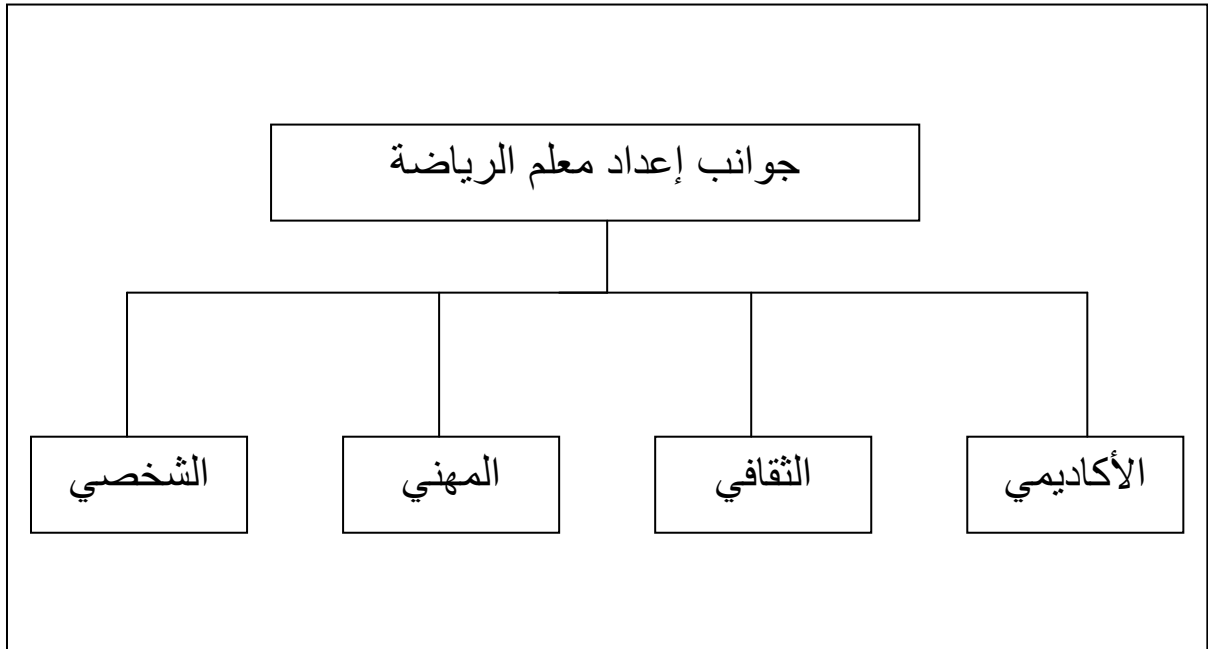 جوانب إعداد معلم الرياضة
الأكاديمي
الثقافي
المهني
الشخصي